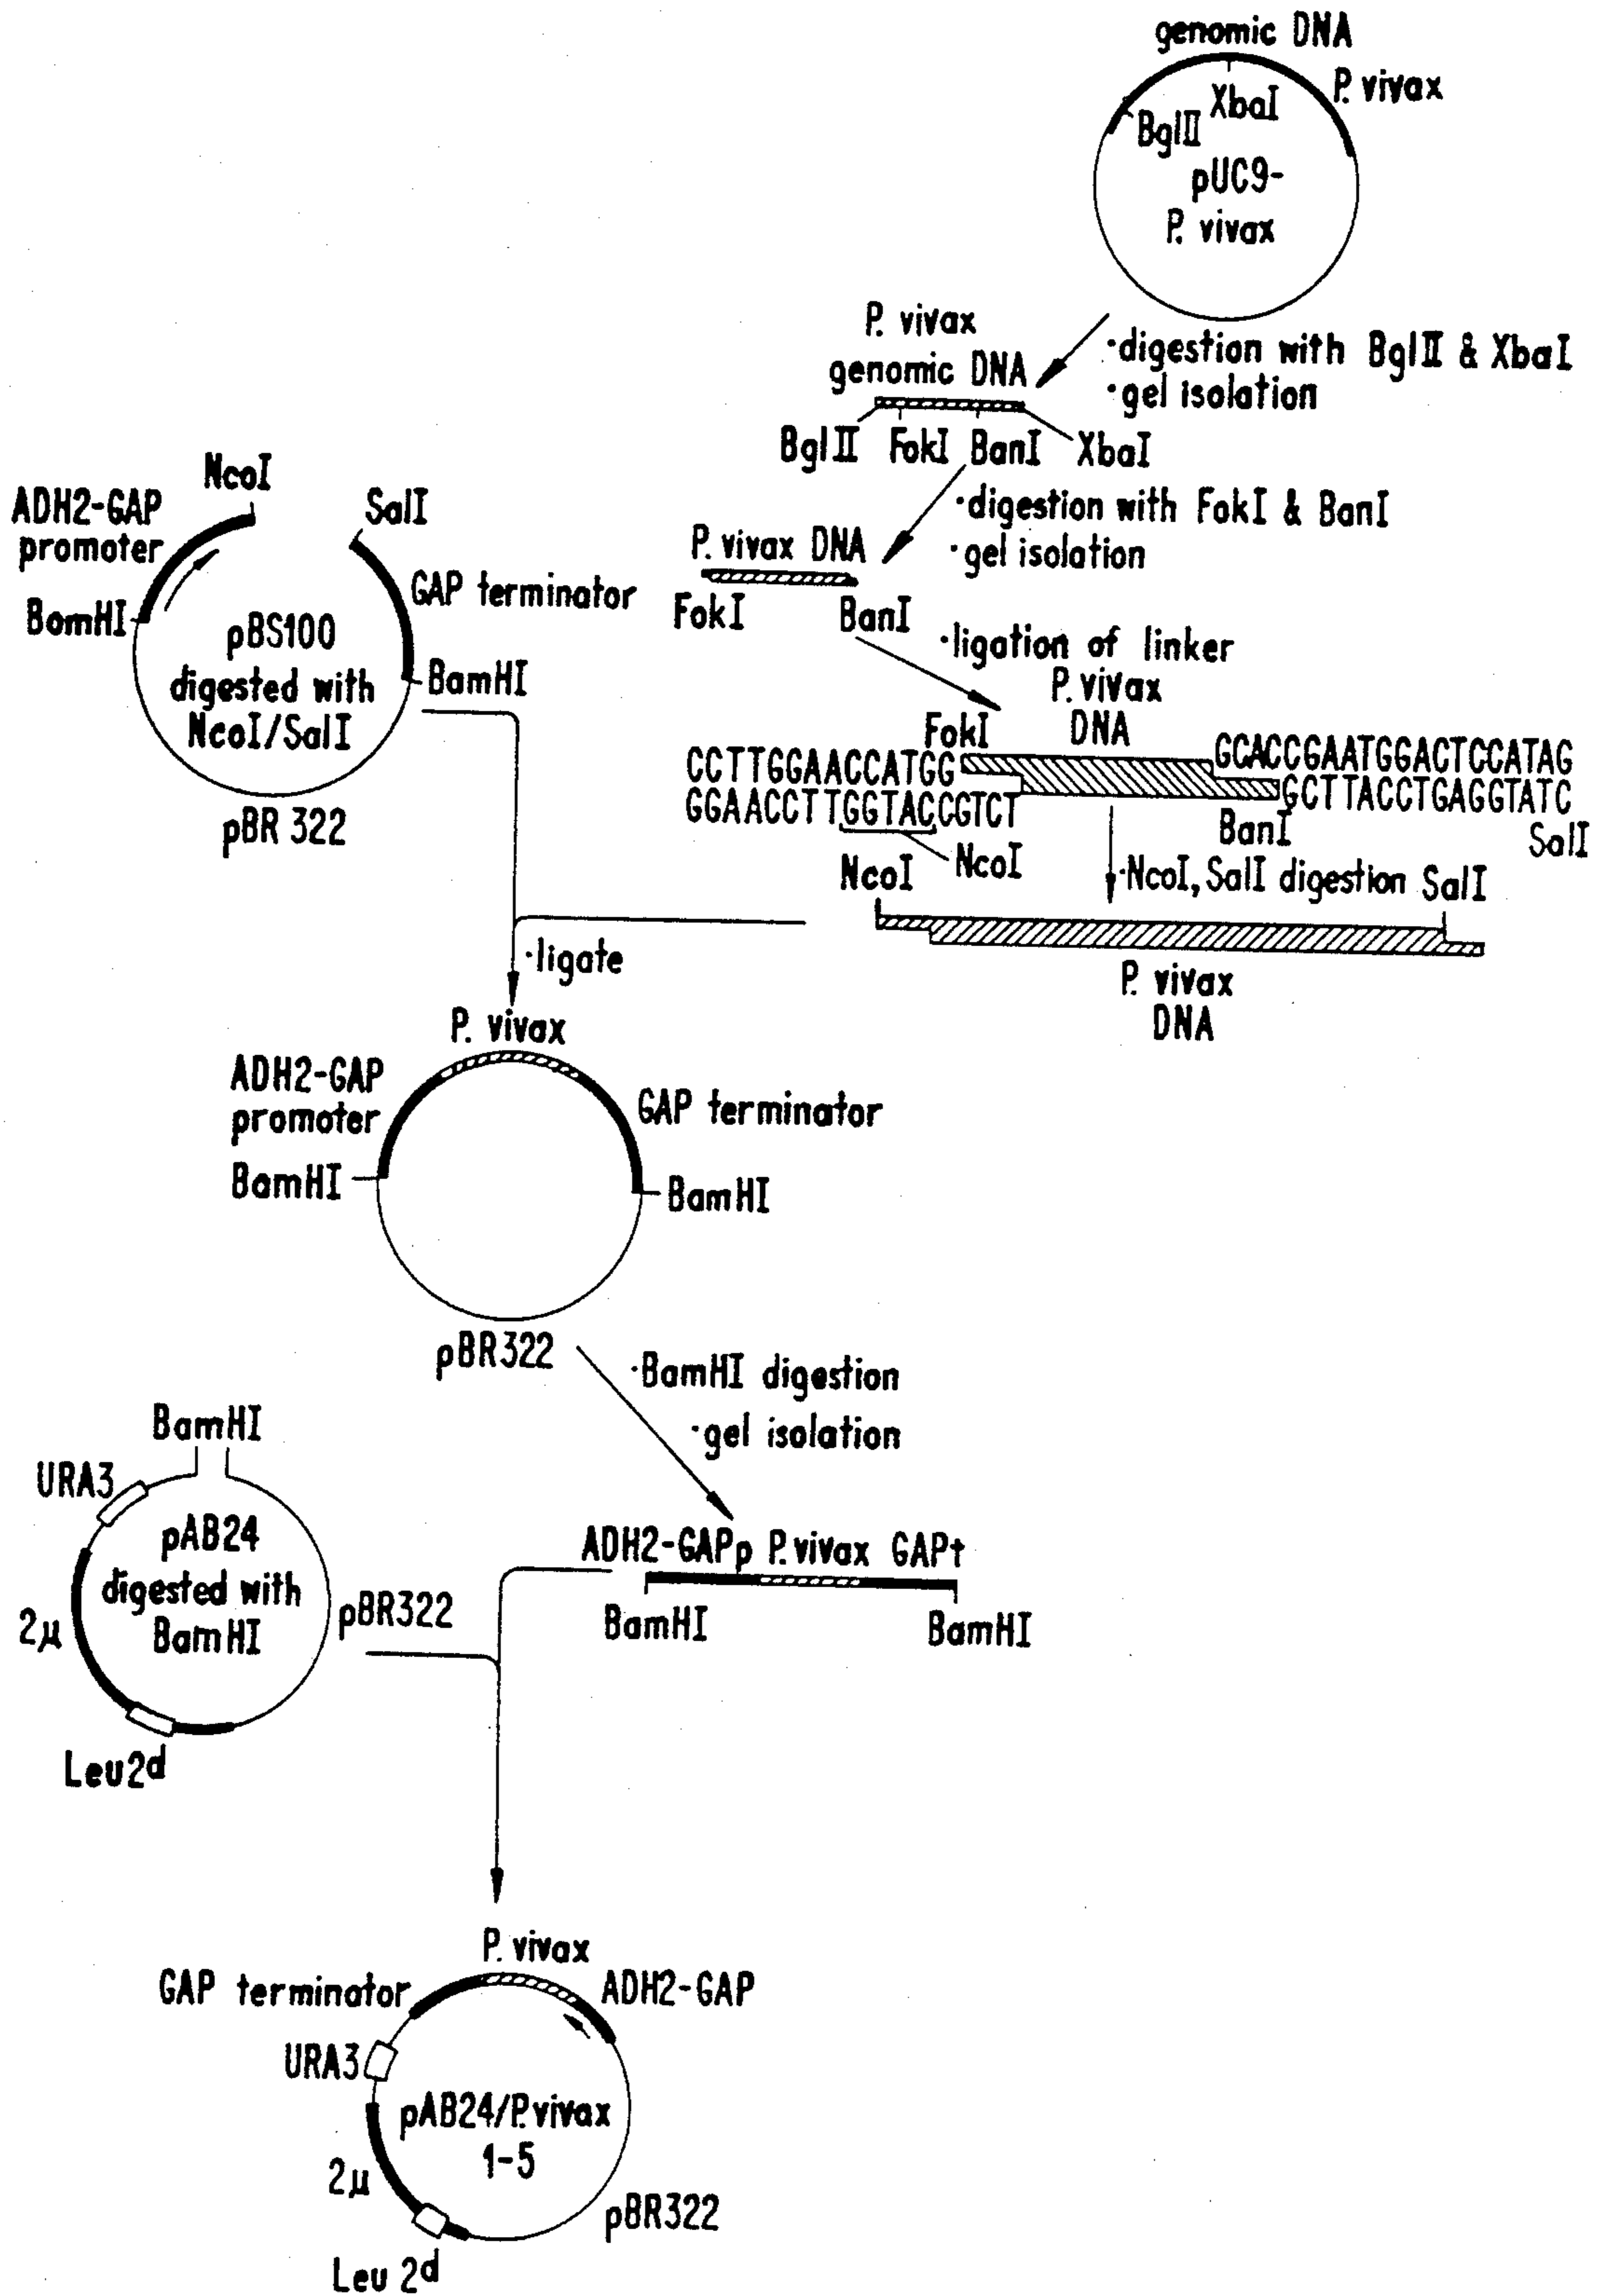 genomic DNA
P. vivax
XbaI
BglII
pUC9-
P. vivax
P. vivax
genomic DNA
·digestion with BglII & XbaI
·gel isolation
BglII FokI BanI XbaI
·digestion with FokI & BanI
·gel isolation
P. vivax DNA
FokI BanI
NcoI
ADH2-GAP
promoter
SalI
GAP terminator
BamHI
pBS100
digested with
NcoI/SalI
BamHI
pBR 322
·ligation of linker
P. vivax
DNA
FokI
CCTTGGAACCATGG
GCACCGAATGGACTCCATAG
GGAACCTTGGTACCGTCT
GCTTACCTGAGGTATC
BanI
SalI
NcoI
NcoI
·NcoI, SalI digestion
SalI
P. vivax
DNA
·ligate
P. vivax
ADH2-GAP
promoter
GAP terminator
BamHI
BamHI
pBR322
·BamHI digestion
·gel isolation
BamHI
URA3
pAB24
digested with
BamHI
2μ
pBR322
Leu2d
ADH2-GAPp P. vivax GAPt
BamHI
BamHI
P. vivax
GAP terminator
ADH2-GAP
URA3
pAB24/P. vivax
1-5
2μ
pBR322
Leu 2d